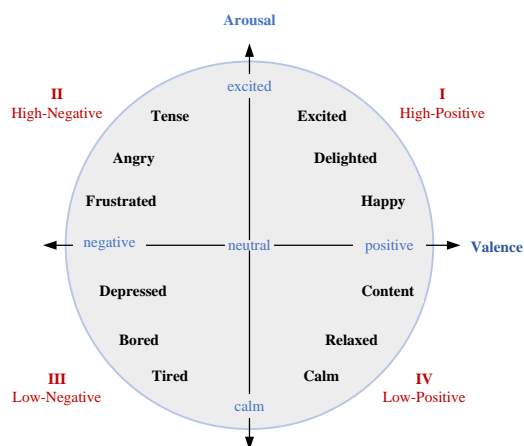 Arousal
excited
II
High-Negative
I
High-Positive
Tense
Excited
Angry
Delighted
Frustrated
Happy
negative
neutral
positive
Valence
Depressed
Content
Bored
Relaxed
Tired
Calm
III
Low-Negative
IV
Low-Positive
calm